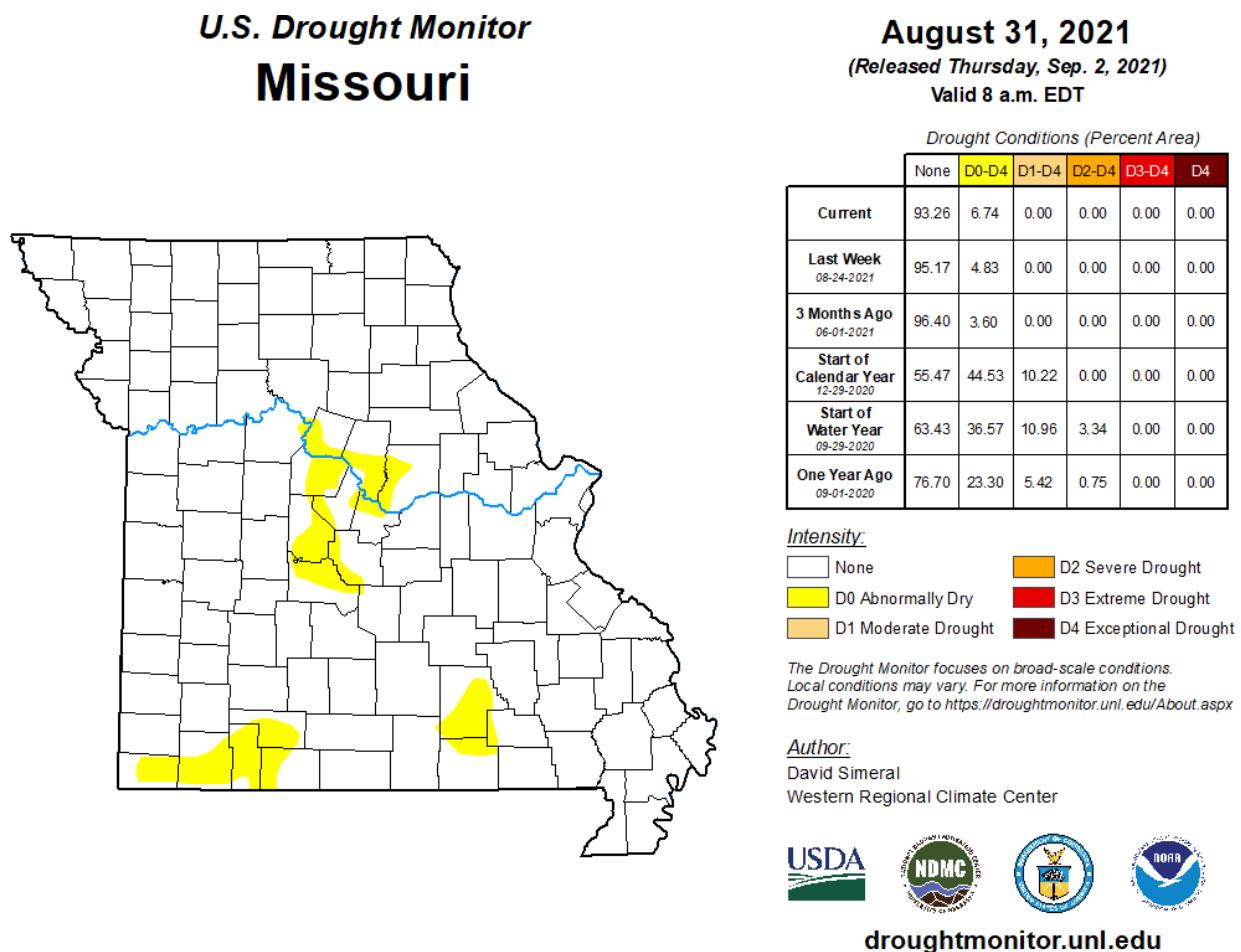 U.S. Drought Monitor
Missouri
August 31, 2021
(Released Thursday, Sep. 2, 2021)
Valid 8 a.m. EDT
Drought Conditions (Percent Area)
None D0-D4 D1-D4 D2-D4 D3-D4 D4
Current 93.26 6.74 0.00 0.00 0.00 0.00
Last Week
08-24-2021 95.17 4.83 0.00 0.00 0.00 0.00
3 Months Ago
06-01-2021 96.40 3.60 0.00 0.00 0.00 0.00
Start of
Calendar Year
12-29-2020 55.47 44.53 10.22 0.00 0.00 0.00
Start of
Water Year
09-29-2020 63.43 36.57 10.96 3.34 0.00 0.00
One Year Ago
09-01-2020 76.70 23.30 5.42 0.75 0.00 0.00
Intensity:
None
D0 Abnormally Dry
D1 Moderate Drought
D2 Severe Drought
D3 Extreme Drought
D4 Exceptional Drought
The Drought Monitor focuses on broad-scale conditions.
Local conditions may vary. For more information on the
Drought Monitor, go to https://droughtmonitor.unl.edu/About.aspx
Author:
David Simeral
Western Regional Climate Center
USDA
NDMC
NOAA
droughtmonitor.unl.edu